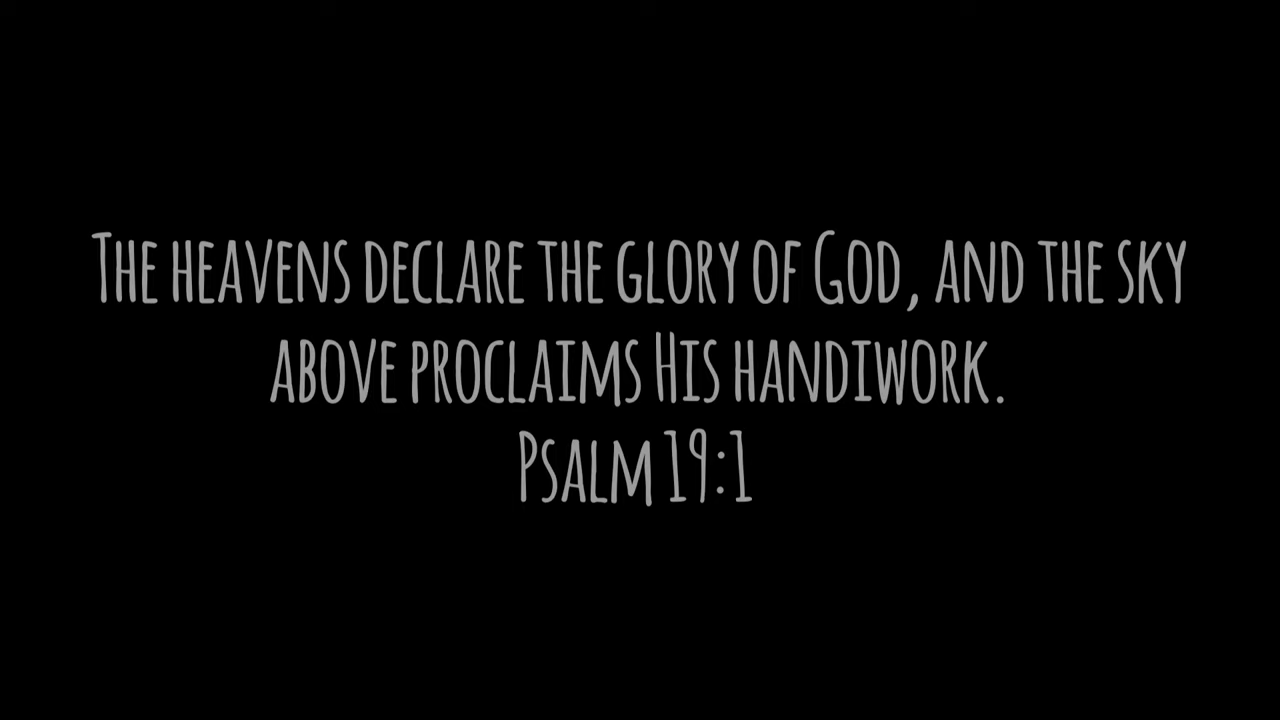 The heavens declare the glory of God, and the sky
above proclaims His handiwork.
Psalm 19:1